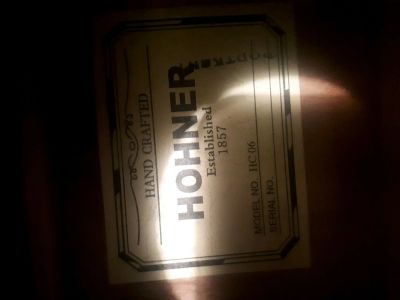 HAND CRAFTED
HOHNER
Established
1857
MODEL NO. HC 06
SERIAL NO.